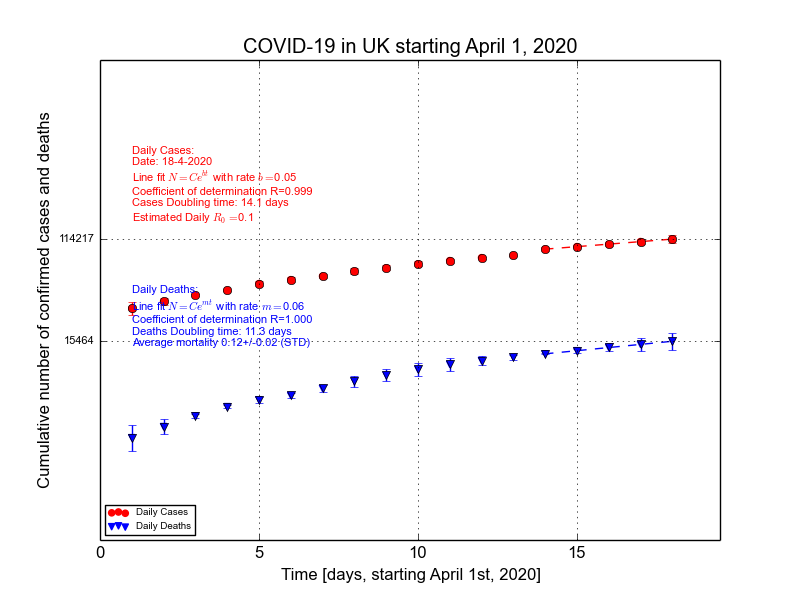 COVID-19 in UK starting April 1, 2020
Cumulative number of confirmed cases and deaths
Daily Cases:
Date: 18-4-2020
Line fit N = Ce^{bt} with rate b = 0.05
Coefficient of determination R=0.999
Cases Doubling time: 14.1 days
Estimated Daily R_0 = 0.1
114217
Daily Deaths:
Line fit N = Ce^{mt} with rate m = 0.06
Coefficient of determination R=1.000
Deaths Doubling time: 11.3 days
Average mortality 0.12+/-0.02 (STD)
15464
Daily Cases
Daily Deaths
0 5 10 15
Time [days, starting April 1st, 2020]